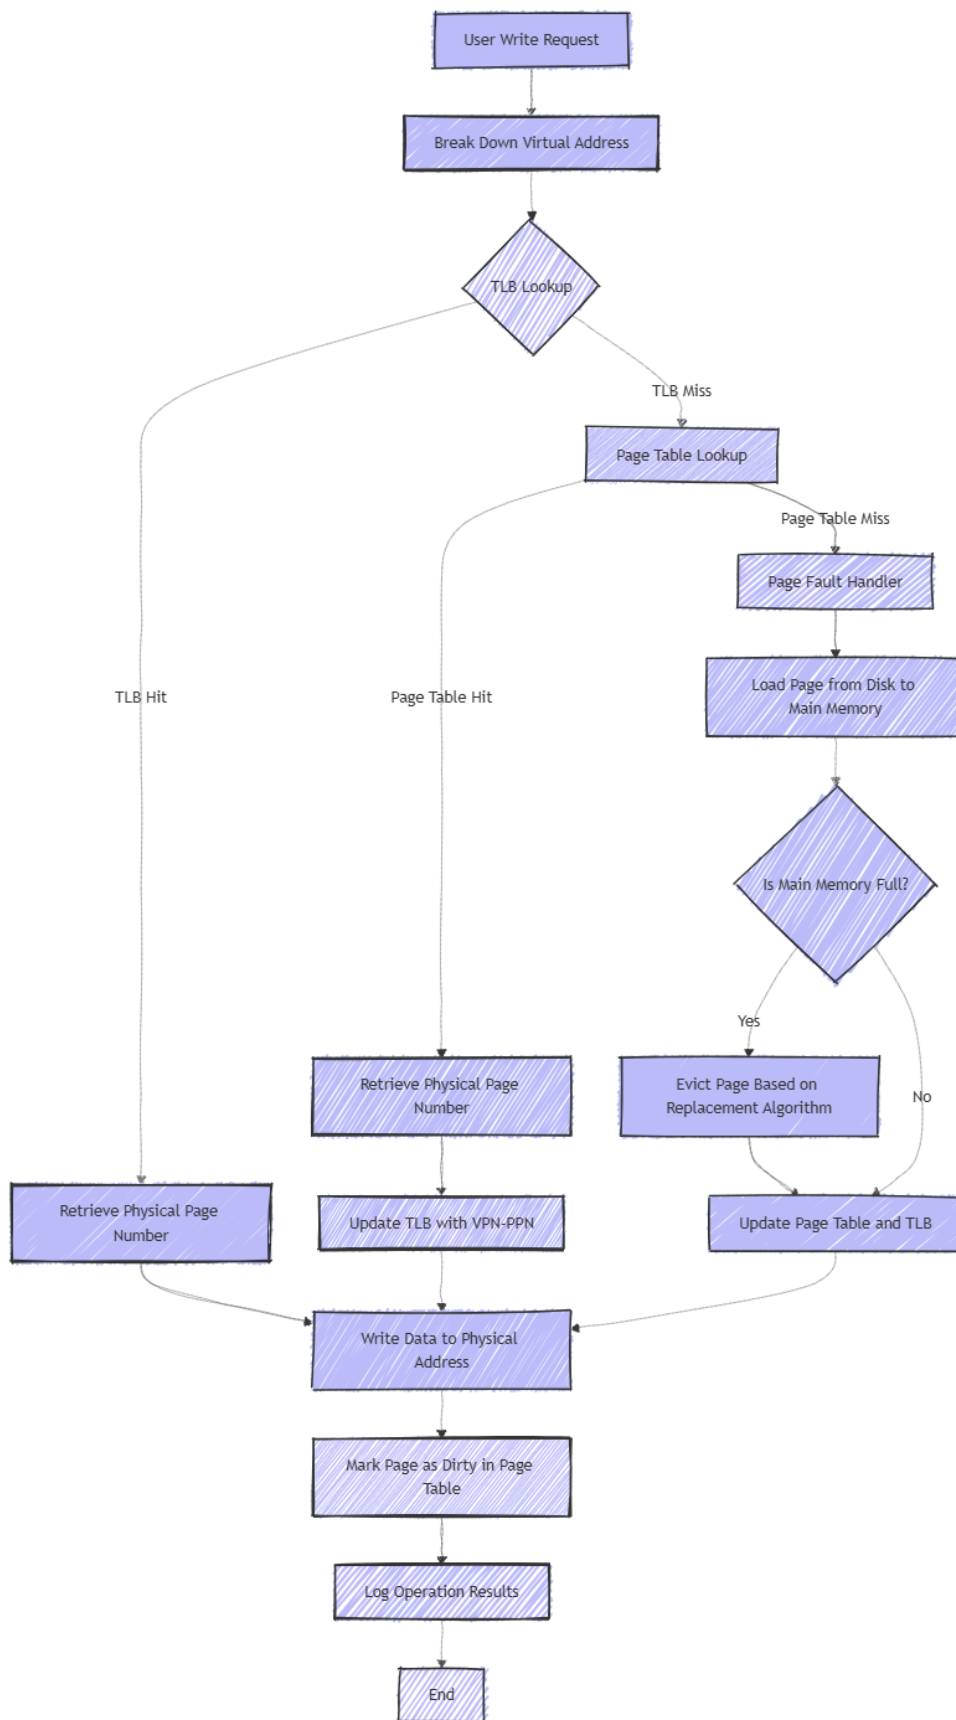 User Write Request
Break Down Virtual Address
TLB Lookup
TLB Miss
Page Table Lookup
Page Table Miss
Page Fault Handler
TLB Hit
Page Table Hit
Load Page from Disk to
Main Memory
Is Main Memory Full?
Yes
No
Retrieve Physical Page
Number
Evict Page Based on
Replacement Algorithm
Retrieve Physical Page
Number
Update TLB with VPN-PPN
Update Page Table and TLB
Write Data to Physical
Address
Mark Page as Dirty in Page
Table
Log Operation Results
End